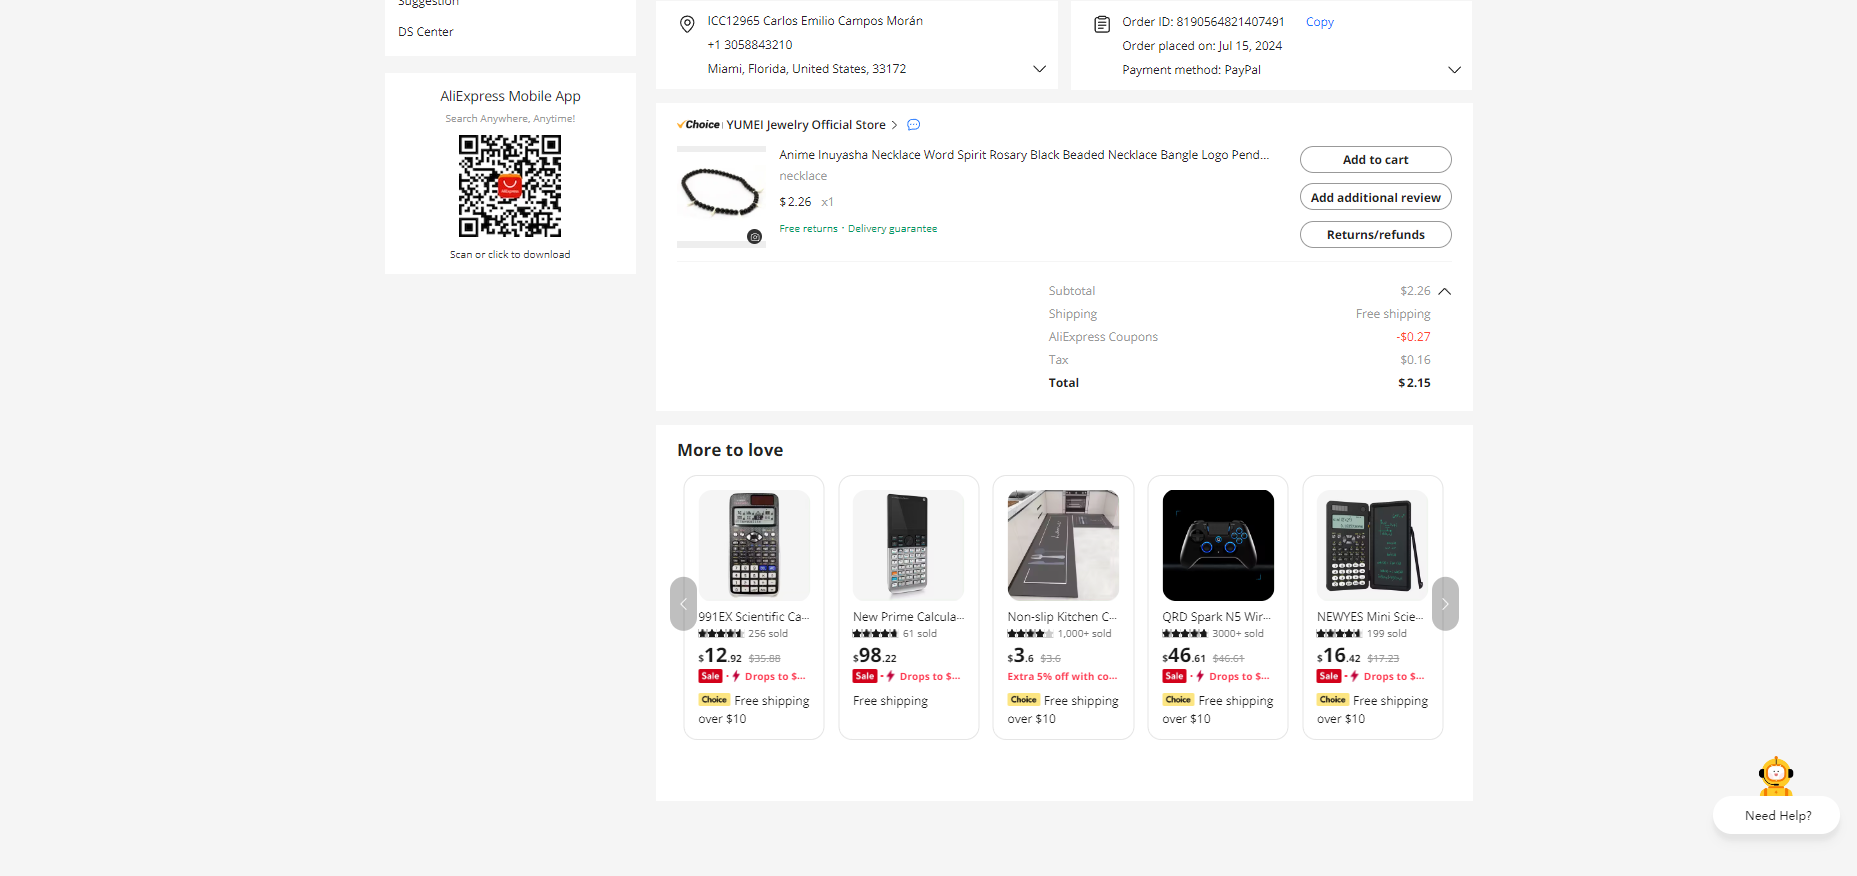 Suggestion
DS Center
AliExpress Mobile App
Search Anywhere, Anytime!
AliExpress
Scan or click to download
ICC12965 Carlos Emilio Campos Morán
+1 3058843210
Miami, Florida, United States, 33172
Order ID: 8190564821407491 Copy
Order placed on: Jul 15, 2024
Payment method: PayPal
Choice YUMEI Jewelry Official Store
Anime Inuyasha Necklace Word Spirit Rosary Black Beaded Necklace Bangle Logo Pend...
necklace
$2.26 x1
Free returns · Delivery guarantee
Add to cart
Add additional review
Returns/refunds
Subtotal $2.26
Shipping Free shipping
AliExpress Coupons -$0.27
Tax $0.16
Total $2.15
More to love
991EX Scientific Ca...
256 sold
$12.92 $35.88
Sale · Drops to $...
Choice Free shipping
over $10
New Prime Calcula...
61 sold
$98.22
Sale · Drops to $...
Free shipping
Non-slip Kitchen C...
1,000+ sold
$3.6 $3.6
Extra 5% off with co...
Choice Free shipping
over $10
QRD Spark N5 Wir...
3000+ sold
$46.61 $46.61
Sale · Drops to $...
Choice Free shipping
over $10
NEWYES Mini Scie...
199 sold
$16.42 $17.23
Sale · Drops to $...
Choice Free shipping
over $10
Need Help?